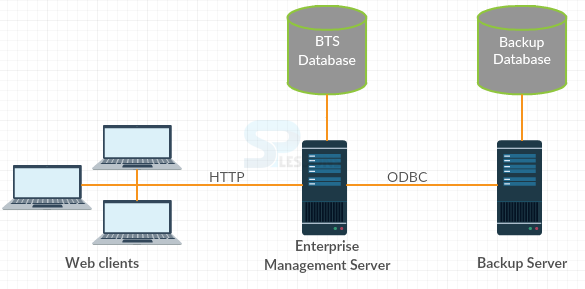 BTS
Database
Backup
Database
HTTP
ODBC
Web clients
Enterprise
Management Server
Backup Server